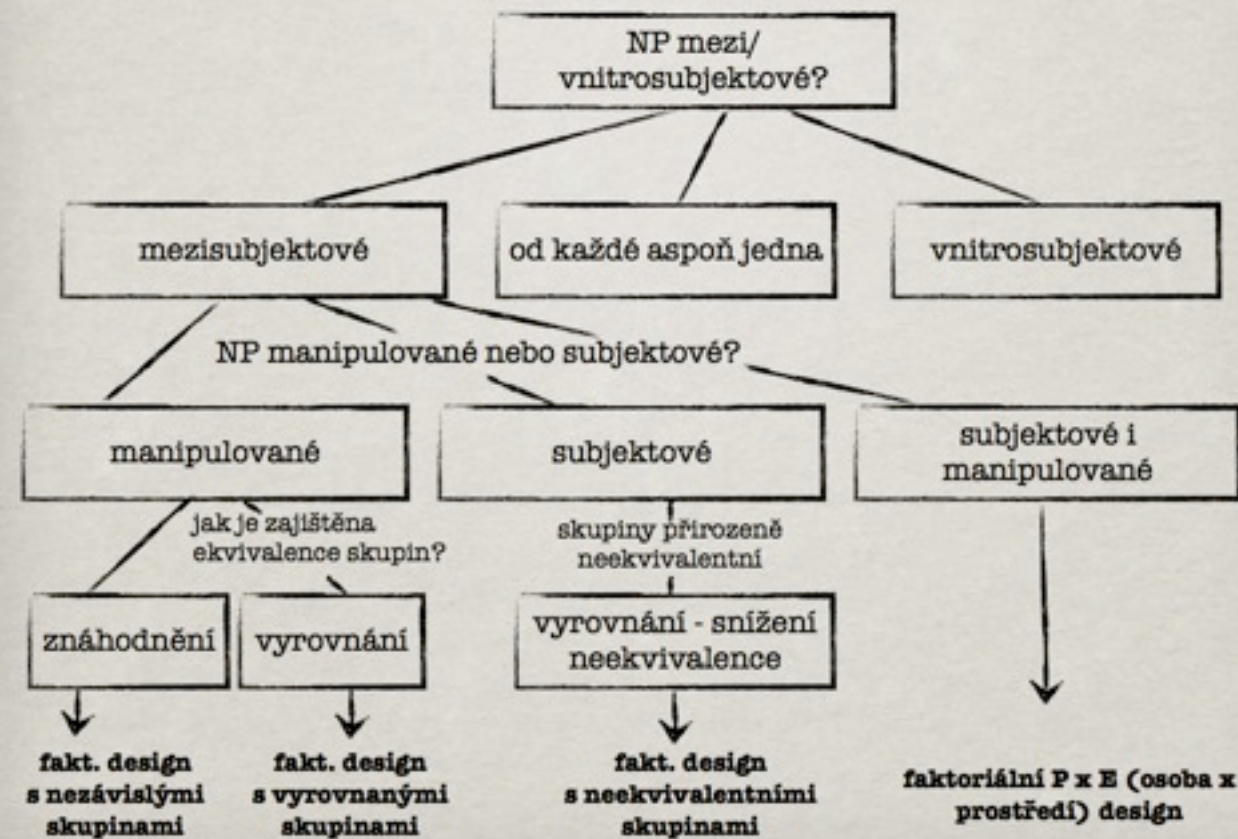 NP mezi/
vnitrosubjektové?
mezisubjektové
od každé aspoň jedna
vnitrosubjektové
NP manipulované nebo subjektové?
manipulované
subjektové
subjektové i
manipulované
jak je zajištěna
ekvivalence skupin?
skupiny přirozeně
neekvivalentní
znáhodnění
vyrovnání
vyrovnání - snížení
neekvivalence
fakt. design
s nezávislými
skupinami
fakt. design
s vyrovnanými
skupinami
fakt. design
s neekvivalentními
skupinami
faktoriální P x E (osoba x
prostředí) design